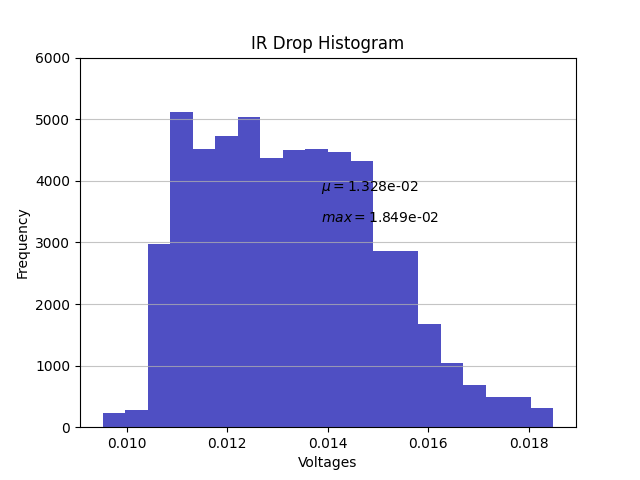 IR Drop Histogram
6000
5000
4000
3000
2000
1000
0
Frequency
μ = 1.328e-02
max = 1.849e-02
0.010 0.012 0.014 0.016 0.018
Voltages